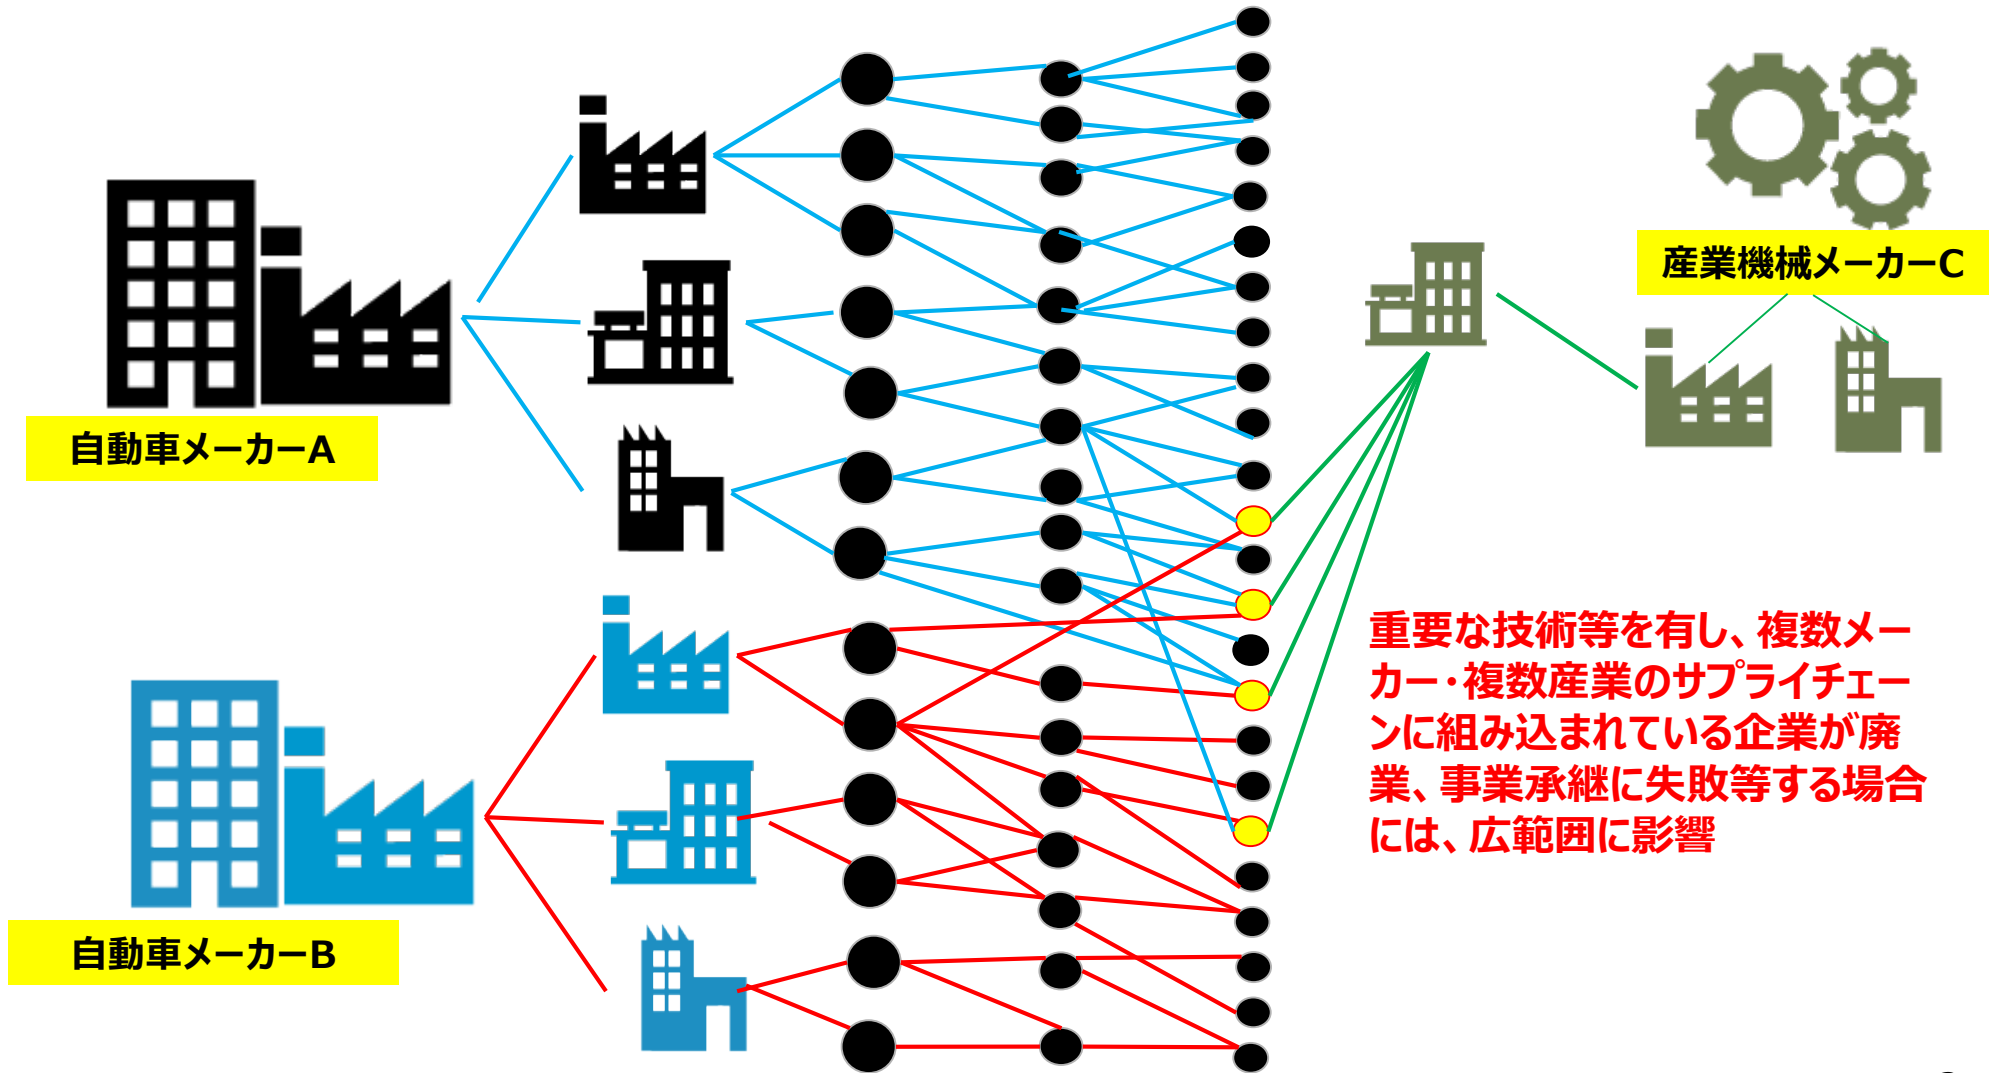 産業機械メーカーC
自動車メーカーA
重要な技術等を有し、複数メー
カー・複数産業のサプライチェー
ンに組み込まれている企業が廃
業、事業承継に失敗等する場合
には、広範囲に影響
自動車メーカーB